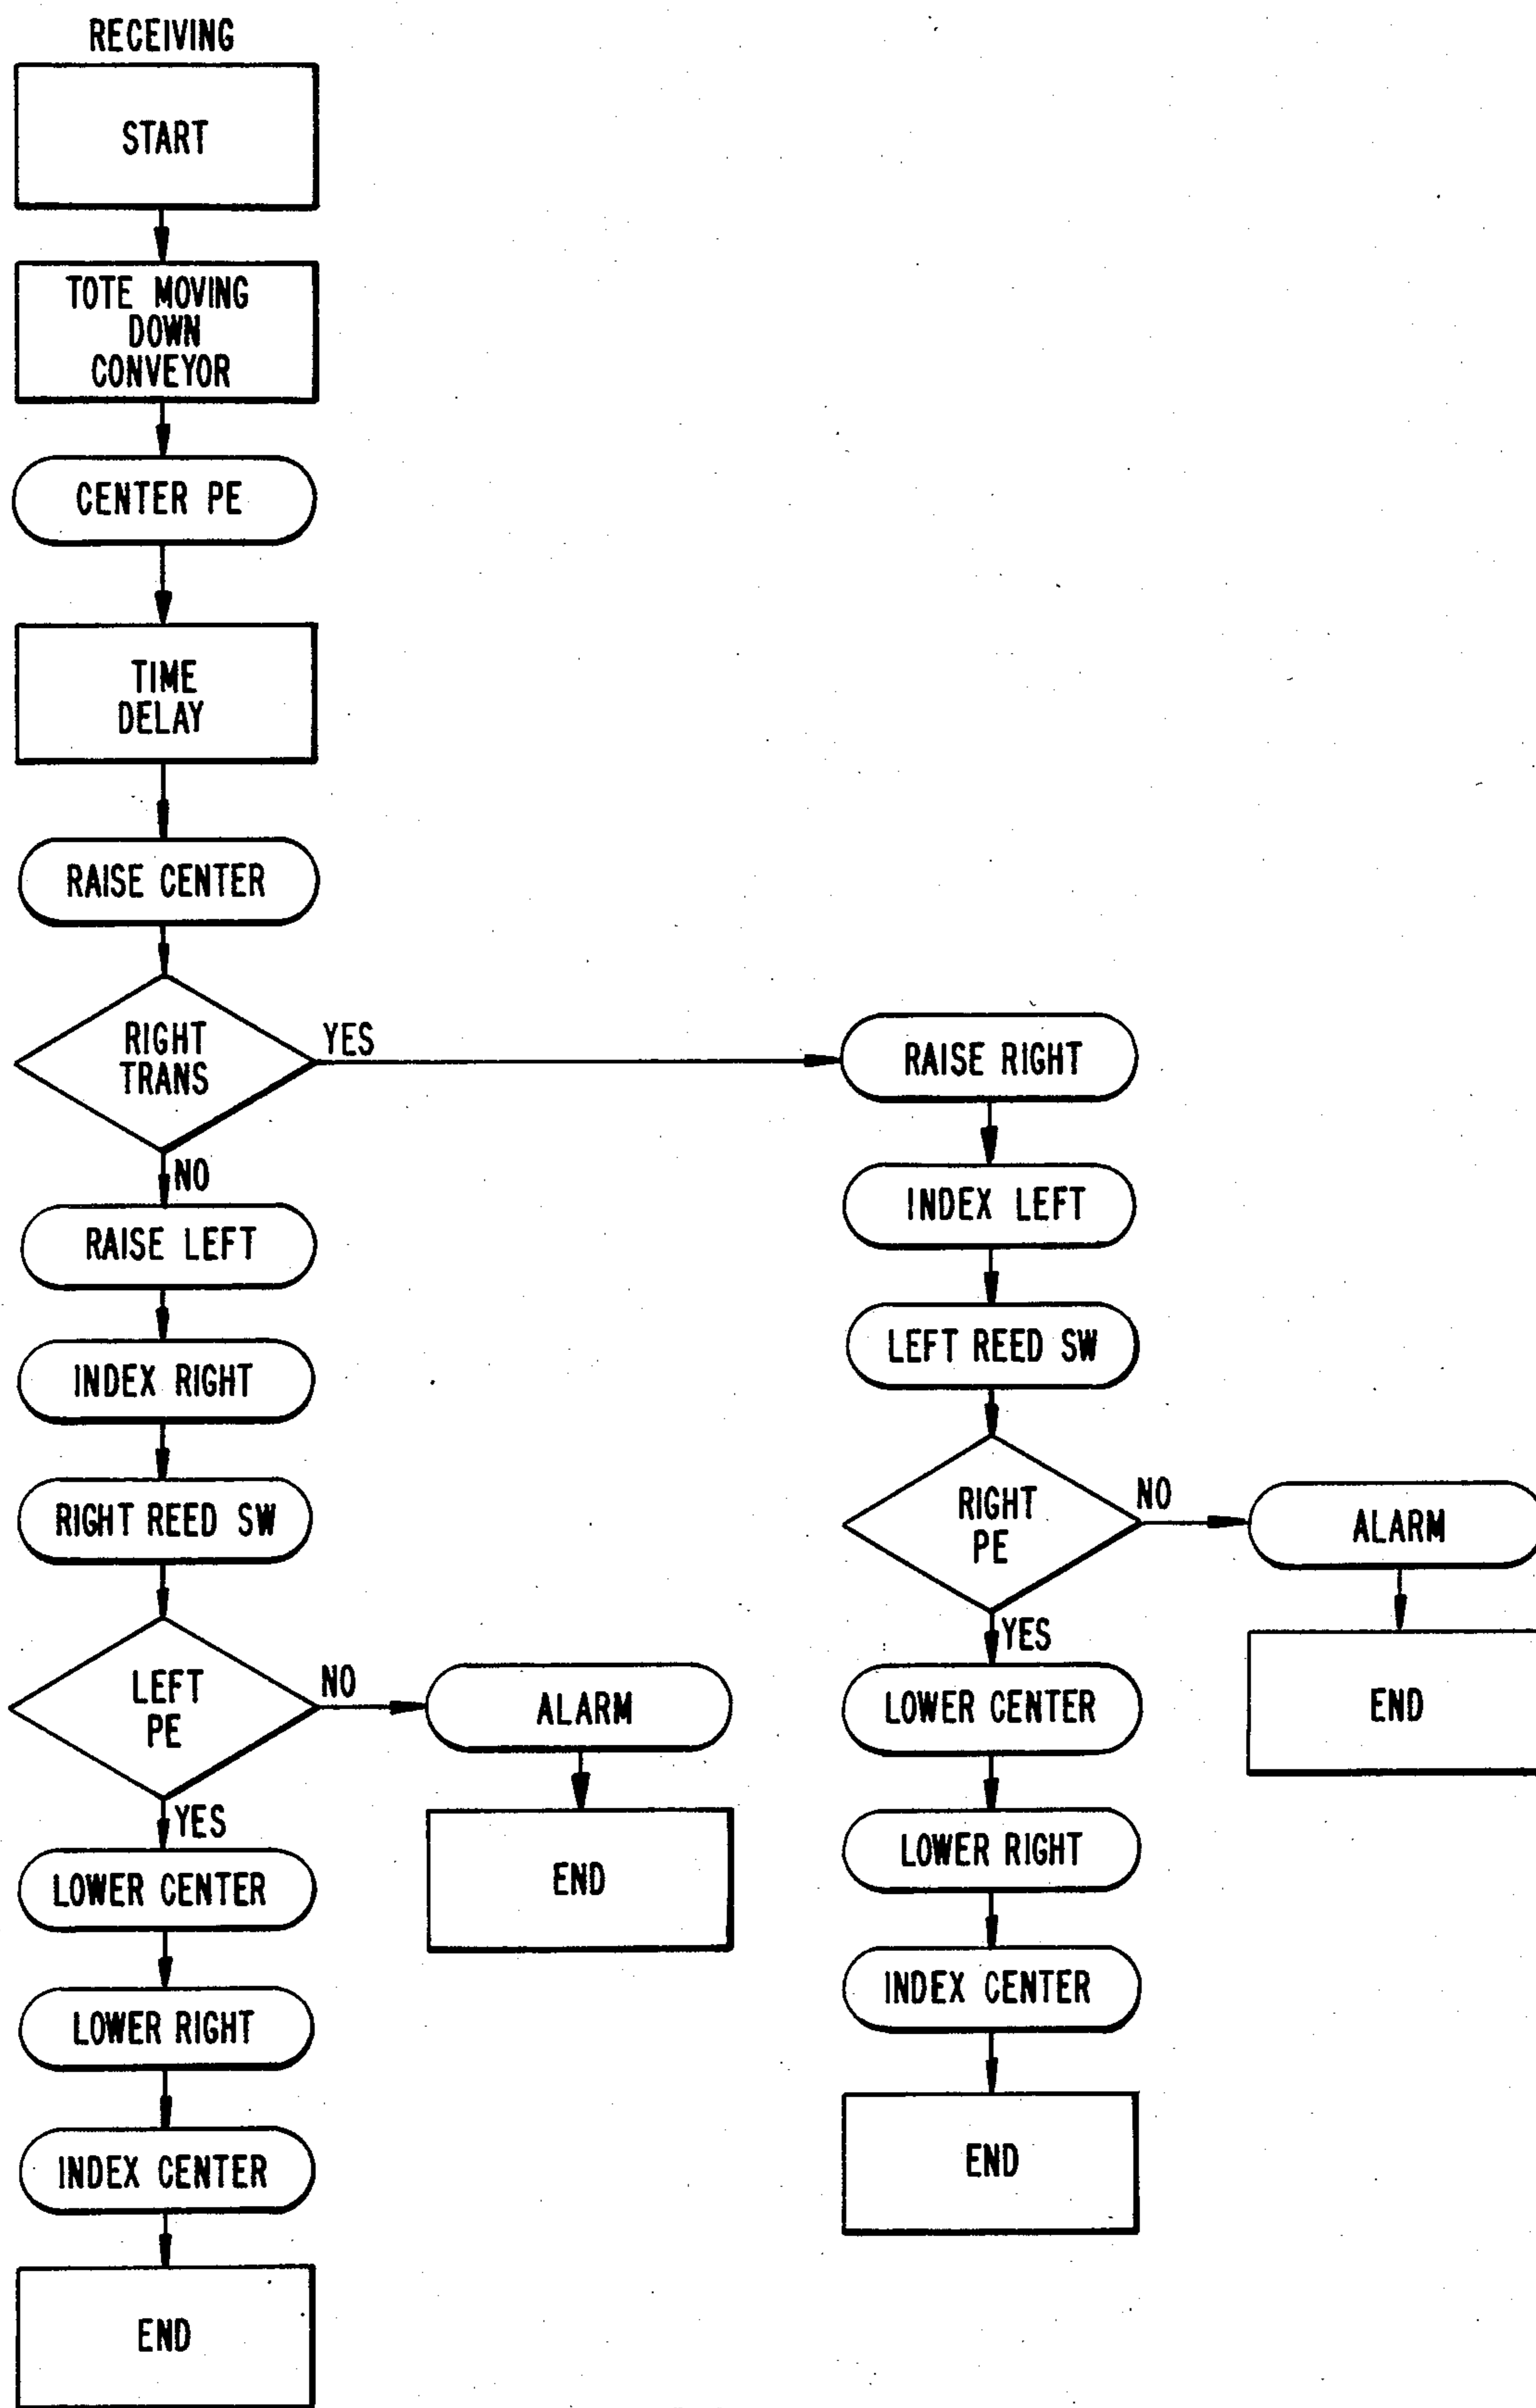 RECEIVING
START
TOTE MOVING
DOWN
CONVEYOR
CENTER PE
TIME
DELAY
RAISE CENTER
RIGHT
TRANS
YES
NO
RAISE LEFT
INDEX RIGHT
RIGHT REED SW
LEFT
PE
NO
ALARM
END
YES
LOWER CENTER
LOWER RIGHT
INDEX CENTER
END
RAISE RIGHT
INDEX LEFT
LEFT REED SW
RIGHT
PE
NO
ALARM
END
YES
LOWER CENTER
LOWER RIGHT
INDEX CENTER
END